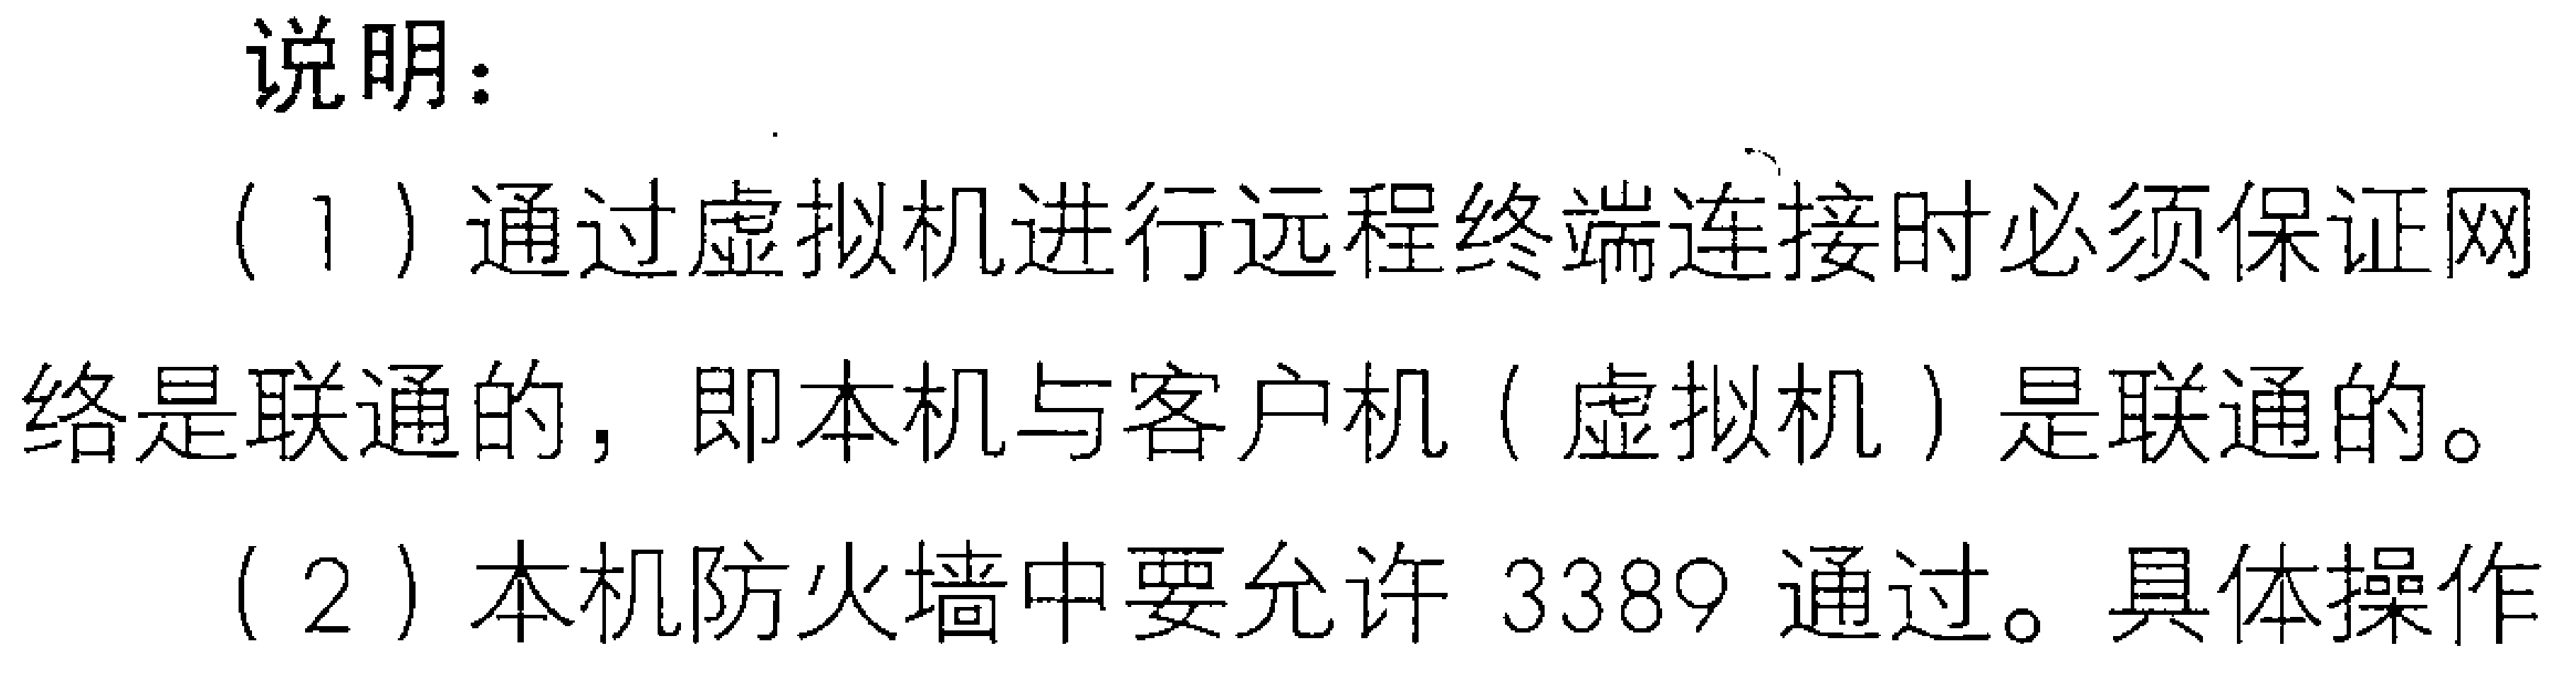 说明：
（1）通过虚拟机进行远程终端连接时必须保证网
络是联通的，即本机与客户机（虚拟机）是联通的。
（2）本机防火墙中要允许 3389 通过。具体操作